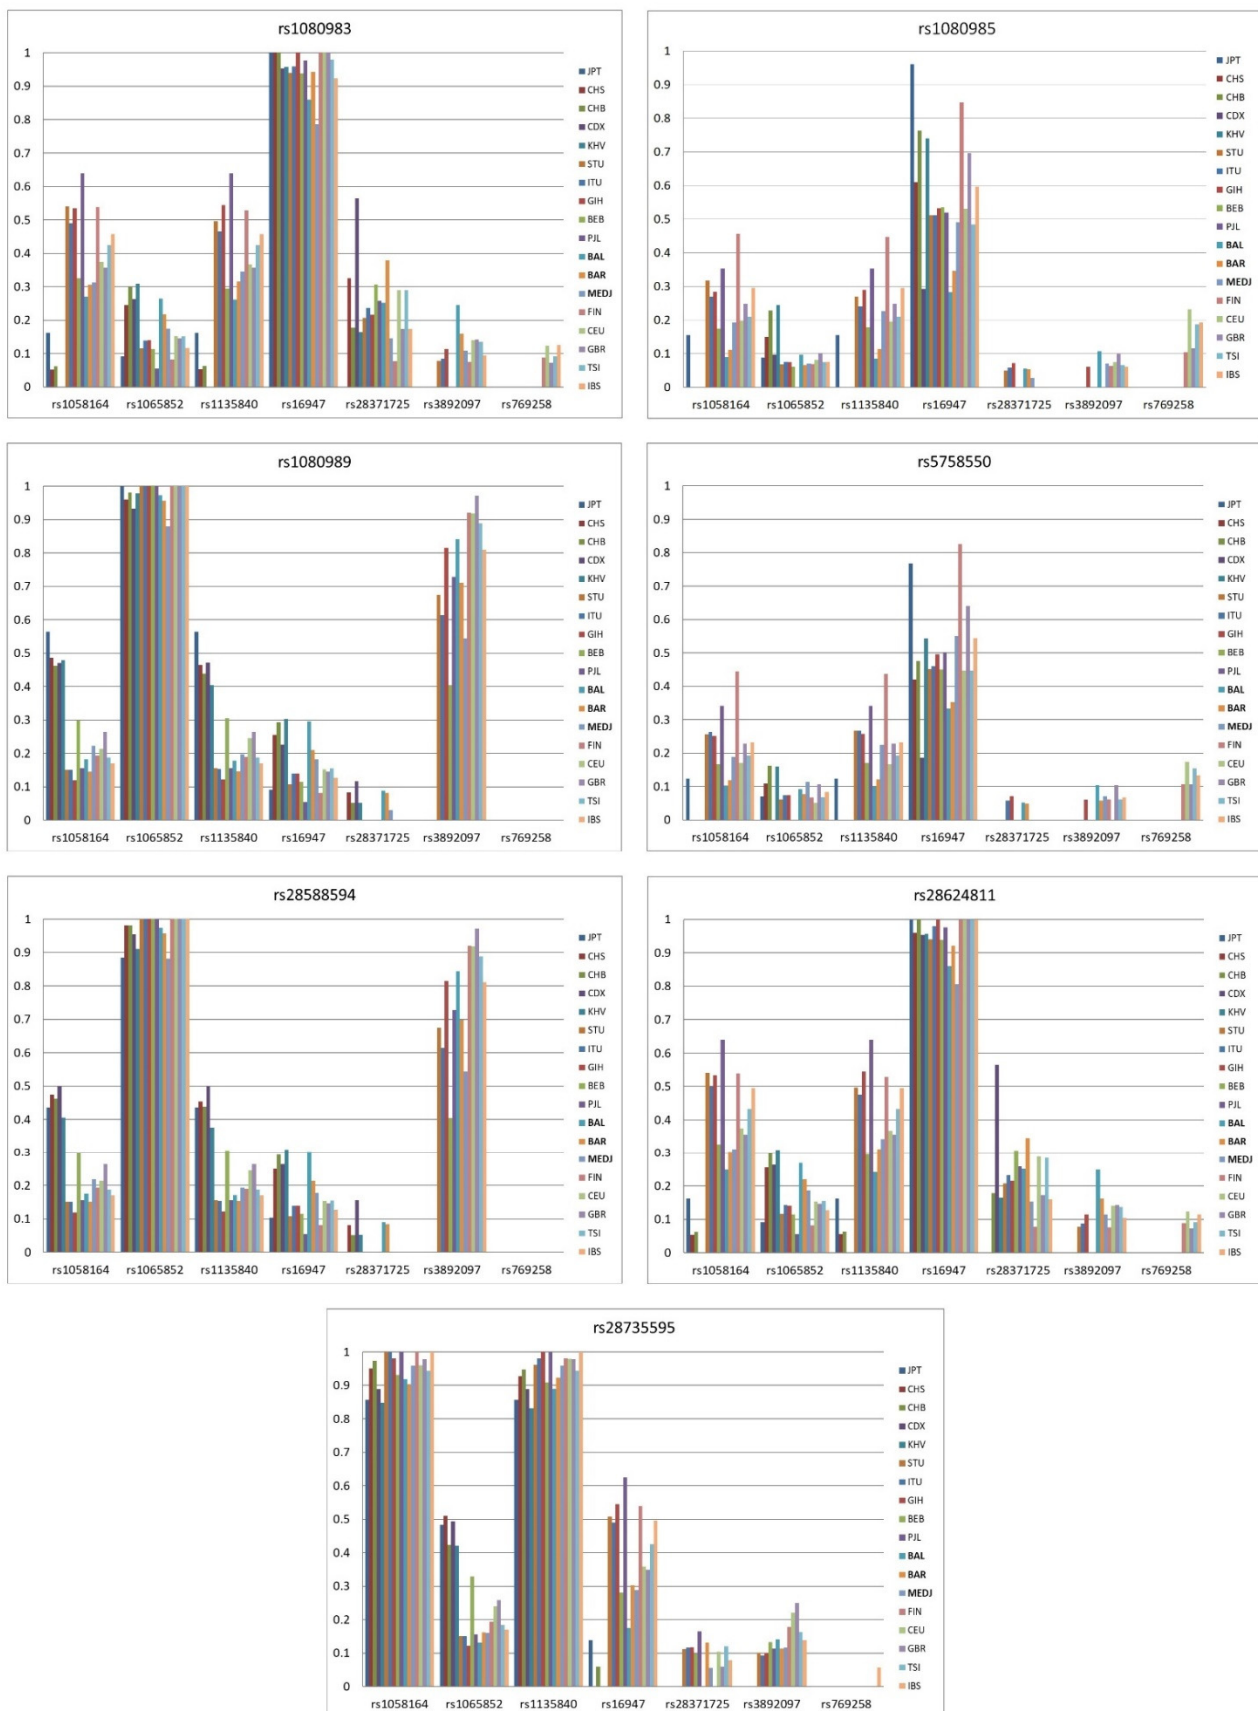 rs1080983
1
0.9
0.8
0.7
0.6
0.5
0.4
0.3
0.2
0.1
0
rs1058164 rs1065852 rs1135840 rs16947 rs28371725 rs3892097 rs769258
JPT
CHS
CHB
CDX
KHV
STU
ITU
GIH
BEB
PJL
BAL
BAR
MEDJ
FIN
CEU
GBR
TSI
IBS
rs1080985
1
0.9
0.8
0.7
0.6
0.5
0.4
0.3
0.2
0.1
0
rs1058164 rs1065852 rs1135840 rs16947 rs28371725 rs3892097 rs769258
JPT
CHS
CHB
CDX
KHV
STU
ITU
GIH
BEB
PJL
BAL
BAR
MEDJ
FIN
CEU
GBR
TSI
IBS
rs1080989
1
0.9
0.8
0.7
0.6
0.5
0.4
0.3
0.2
0.1
0
rs1058164 rs1065852 rs1135840 rs16947 rs28371725 rs3892097 rs769258
JPT
CHS
CHB
CDX
KHV
STU
ITU
GIH
BEB
PJL
BAL
BAR
MEDJ
FIN
CEU
GBR
TSI
IBS
rs5758550
1
0.9
0.8
0.7
0.6
0.5
0.4
0.3
0.2
0.1
0
rs1058164 rs1065852 rs1135840 rs16947 rs28371725 rs3892097 rs769258
JPT
CHS
CHB
CDX
KHV
STU
ITU
GIH
BEB
PJL
BAL
BAR
MEDJ
FIN
CEU
GBR
TSI
IBS
rs28588594
1
0.9
0.8
0.7
0.6
0.5
0.4
0.3
0.2
0.1
0
rs1058164 rs1065852 rs1135840 rs16947 rs28371725 rs3892097 rs769258
JPT
CHS
CHB
CDX
KHV
STU
ITU
GIH
BEB
PJL
BAL
BAR
MEDJ
FIN
CEU
GBR
TSI
IBS
rs28624811
1
0.9
0.8
0.7
0.6
0.5
0.4
0.3
0.2
0.1
0
rs1058164 rs1065852 rs1135840 rs16947 rs28371725 rs3892097 rs769258
JPT
CHS
CHB
CDX
KHV
STU
ITU
GIH
BEB
PJL
BAL
BAR
MEDJ
FIN
CEU
GBR
TSI
IBS
rs28735595
1
0.9
0.8
0.7
0.6
0.5
0.4
0.3
0.2
0.1
0
rs1058164 rs1065852 rs1135840 rs16947 rs28371725 rs3892097 rs769258
JPT
CHS
CHB
CDX
KHV
STU
ITU
GIH
BEB
PJL
BAL
BAR
MEDJ
FIN
CEU
GBR
TSI
IBS